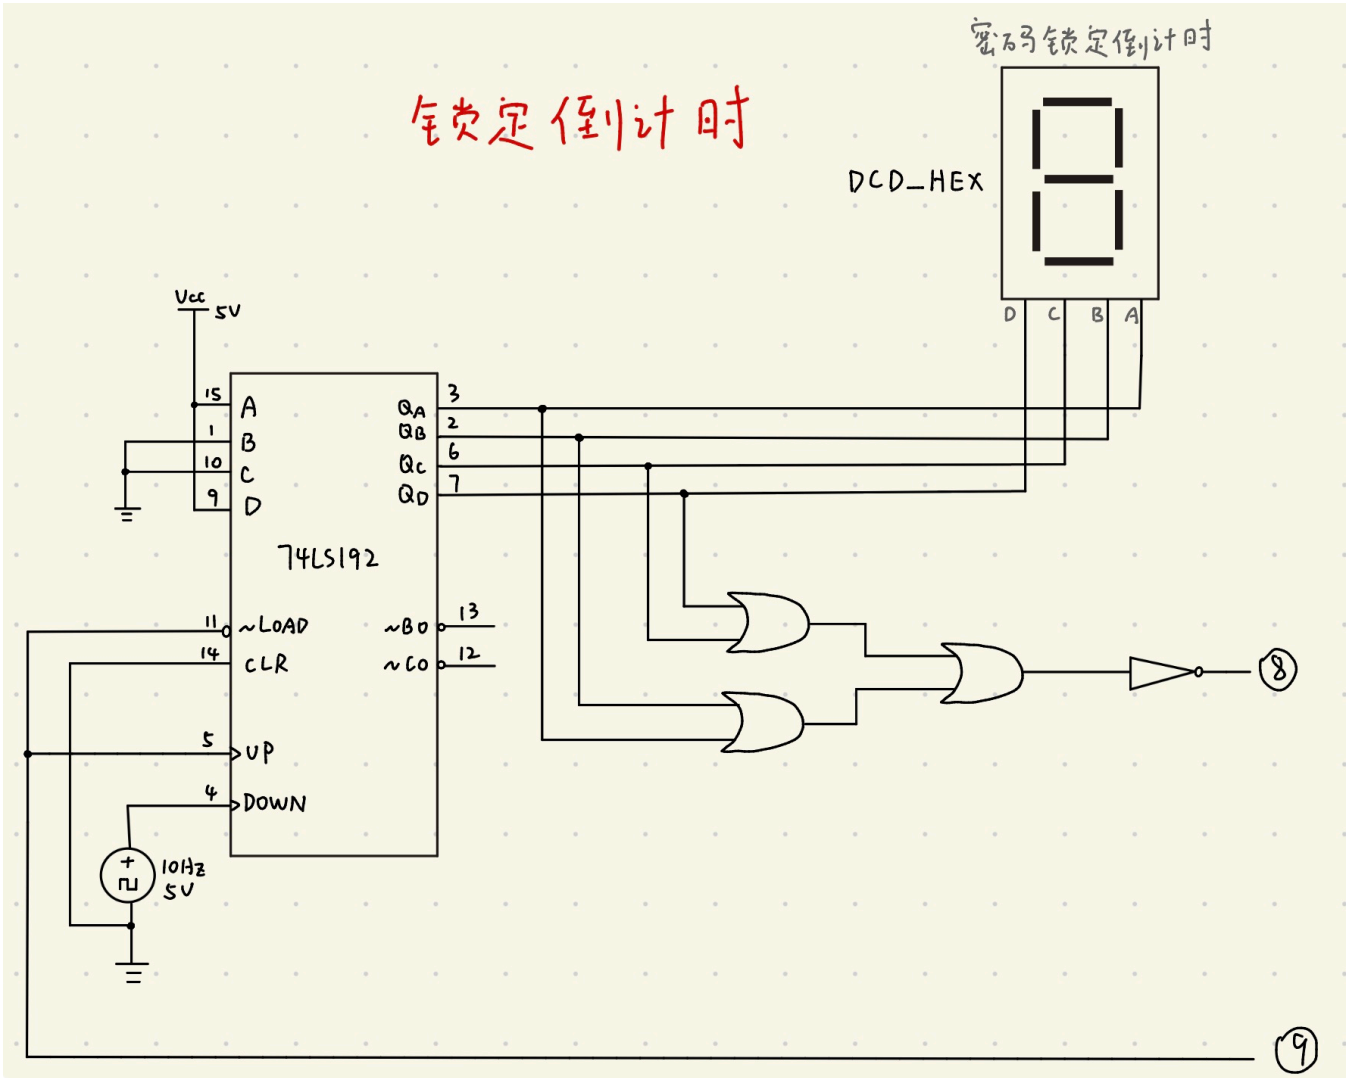 密码锁定倒计时
锁定倒计时
DCD_HEX
D C B A
Vcc
5V
15 A QA 3
1 B QB 2
10 C QC 6
9 D QD 7
74LS192
11 ~LOAD ~BO 13
14 CLR ~CO 12
8
5 UP
4 DOWN
+
10Hz
5V
9